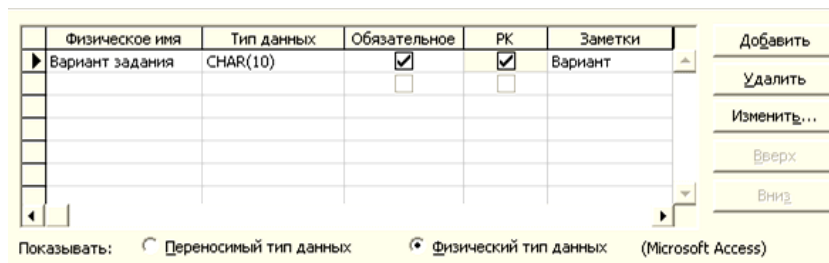 Физическое имя Тип данных Обязательное РК Заметки
Вариант задания CHAR(10) Вариант
Добавить
Удалить
Изменить...
Вверх
Вниз
Показывать: Переносимый тип данных Физический тип данных (Microsoft Access)